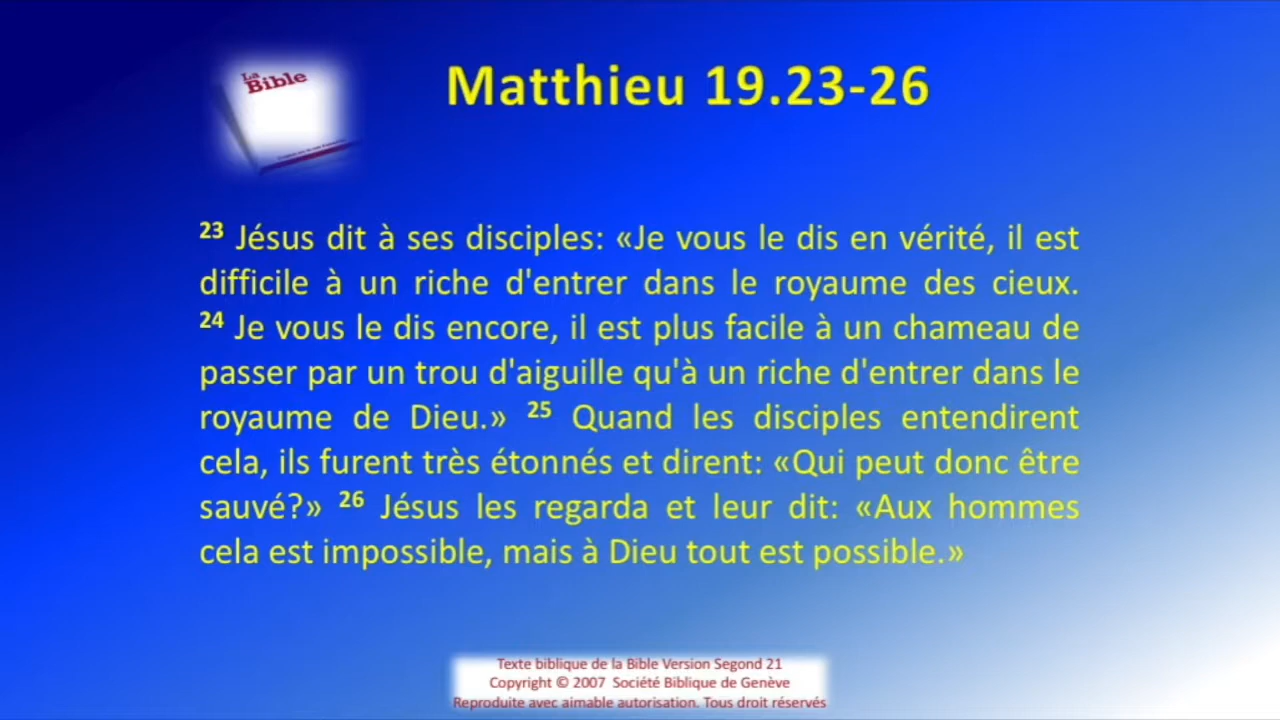 La
Bible
Matthieu 19.23-26
23 Jésus dit à ses disciples: «Je vous le dis en vérité, il est
difficile à un riche d'entrer dans le royaume des cieux.
24 Je vous le dis encore, il est plus facile à un chameau de
passer par un trou d'aiguille qu'à un riche d'entrer dans le
royaume de Dieu.» 25 Quand les disciples entendirent
cela, ils furent très étonnés et dirent: «Qui peut donc être
sauvé?» 26 Jésus les regarda et leur dit: «Aux hommes
cela est impossible, mais à Dieu tout est possible.»
Texte biblique de la Bible Version Segond 21
Copyright © 2007 Société Biblique de Genève
Reproduite avec aimable autorisation. Tous droit réservés